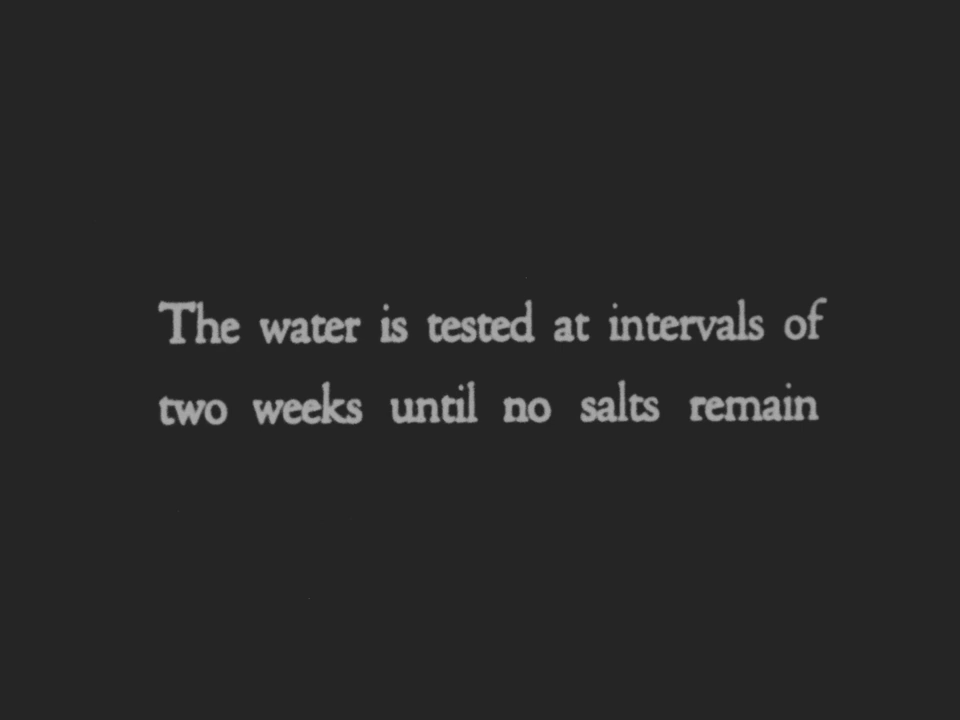 The water is tested at intervals of
two weeks until no salts remain